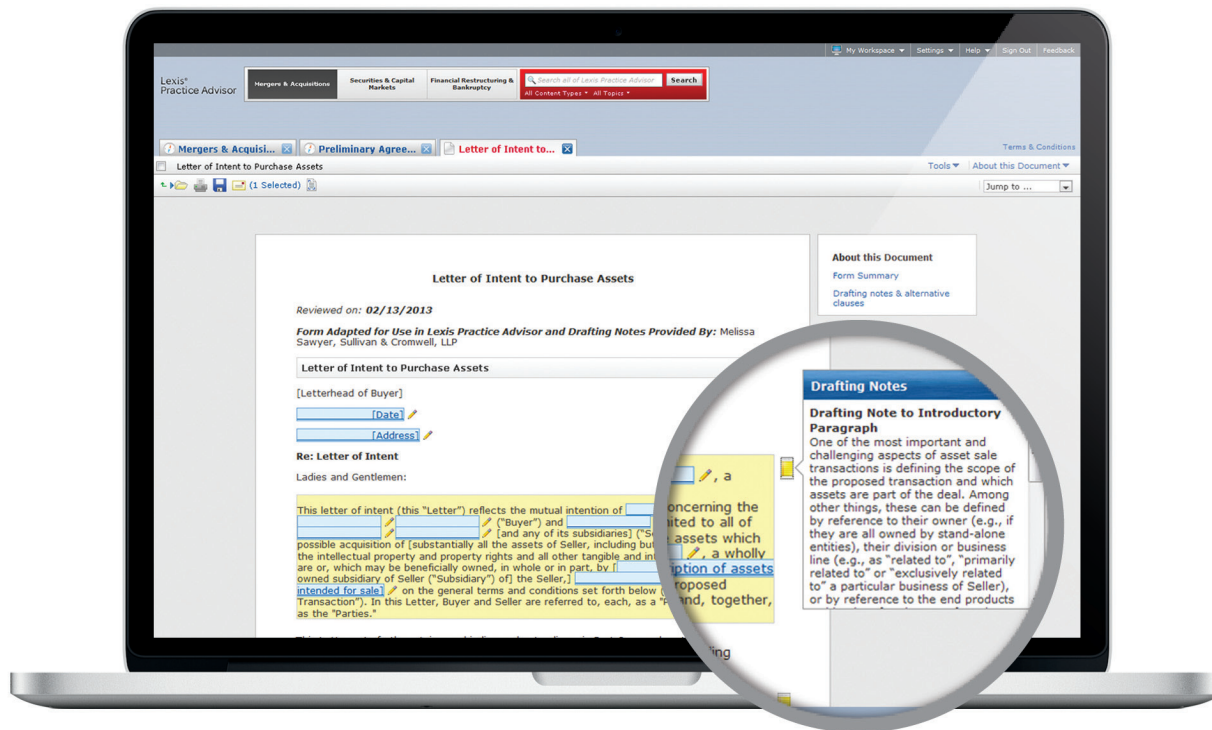 My Workspace Settings Help Sign Out Feedback
Lexis®
Practice Advisor
Mergers & Acquisitions
Securities & Capital
Markets
Financial Restructuring &
Bankruptcy
Search all of Lexis Practice Advisor Search
All Content Types All Topics
Mergers & Acquisi... Preliminary Agree... Letter of Intent to...
Terms & Conditions
Letter of Intent to Purchase Assets
Tools About this Document
(1 Selected)
Jump to ...
Letter of Intent to Purchase Assets
Reviewed on: 02/13/2013
Form Adapted for Use in Lexis Practice Advisor and Drafting Notes Provided By: Melissa
Sawyer, Sullivan & Cromwell, LLP
Letter of Intent to Purchase Assets
[Letterhead of Buyer]
[Date]
[Address]
Re: Letter of Intent
Ladies and Gentlemen:
This letter of intent (this “Letter”) reflects the mutual intention of
(“Buyer”) and
[and any of its subsidiaries]
possible acquisition of [substantially all the assets of Seller, including
the intellectual property and property rights and all other tangible and
are or, which may be beneficially owned, in whole or in part, by [
owned subsidiary of Seller (“Subsidiary”) of] the Seller,]
intended for sale] on the general terms and conditions set forth below
Transaction”). In this Letter, Buyer and Seller are referred to, each, as a
as the "Parties."
About this Document
Form Summary
Drafting notes & alternative
clauses
, a
concerning the
ited to all of
assets which
, a wholly
iption of assets
roposed
and, together,
Drafting Notes
Drafting Note to Introductory
Paragraph
One of the most important and
challenging aspects of asset sale
transactions is defining the scope of
the proposed transaction and which
assets are part of the deal. Among
other things, these can be defined
by reference to their owner (e.g., if
they are all owned by stand-alone
entities), their division or business
line (e.g., as “related to”, “primarily
related to” or “exclusively related
to” a particular business of Seller),
or by reference to the end products